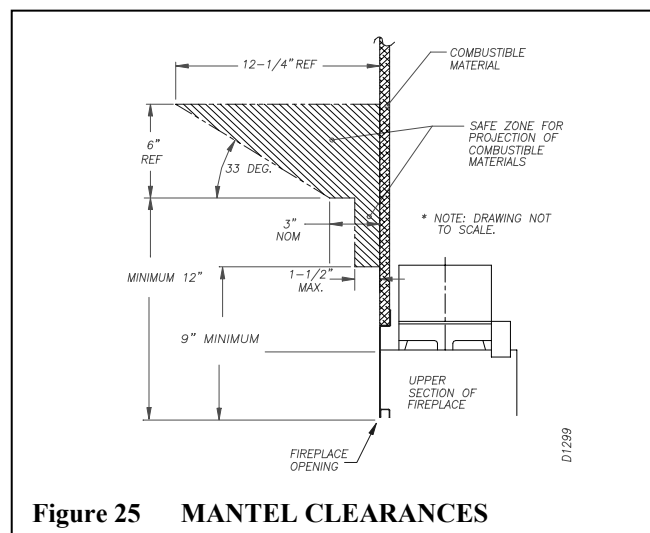 12-1/4" REF
COMBUSTIBLE
MATERIAL
6"
REF
33 DEG.
SAFE ZONE FOR
PROJECTION OF
COMBUSTIBLE
MATERIALS
3"
NOM
* NOTE: DRAWING NOT
TO SCALE.
MINIMUM 12"
1-1/2"
MAX.
9" MINIMUM
UPPER
SECTION OF
FIREPLACE
FIREPLACE
OPENING
D1299
Figure 25 MANTEL CLEARANCES